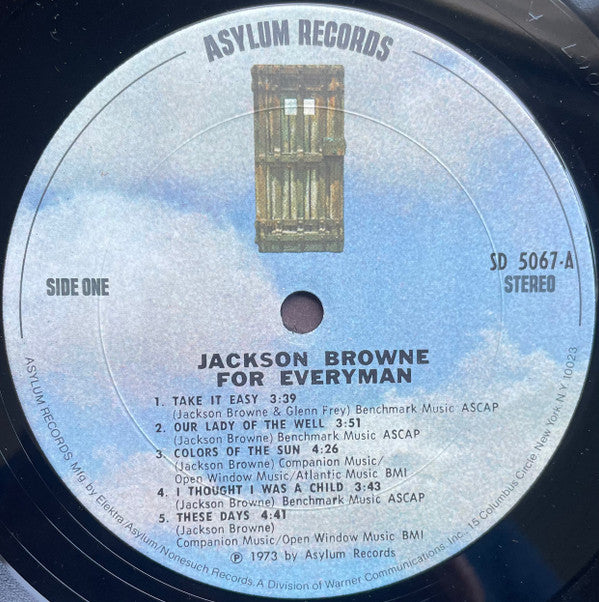 ASYLUM RECORDS
SD 5067-A
STEREO
SIDE ONE
JACKSON BROWNE
FOR EVERYMAN
1. TAKE IT EASY 3:39
(Jackson Browne & Glenn Frey) Benchmark Music ASCAP
2. OUR LADY OF THE WELL 3:51
(Jackson Browne) Benchmark Music ASCAP
3. COLORS OF THE SUN 4:26
(Jackson Browne) Companion Music/
Open Window Music/Atlantic Music BMI
4. I THOUGHT I WAS A CHILD 3:43
(Jackson Browne) Benchmark Music ASCAP
5. THESE DAYS 4:41
(Jackson Browne)
Companion Music/Open Window Music BMI
℗ 1973 by Asylum Records
ASYLUM RECORDS Mfg. by Elektra/Asylum/Nonesuch Records, A Division of Warner Communications, Inc., 15 Columbus Circle, New York, N.Y. 10023